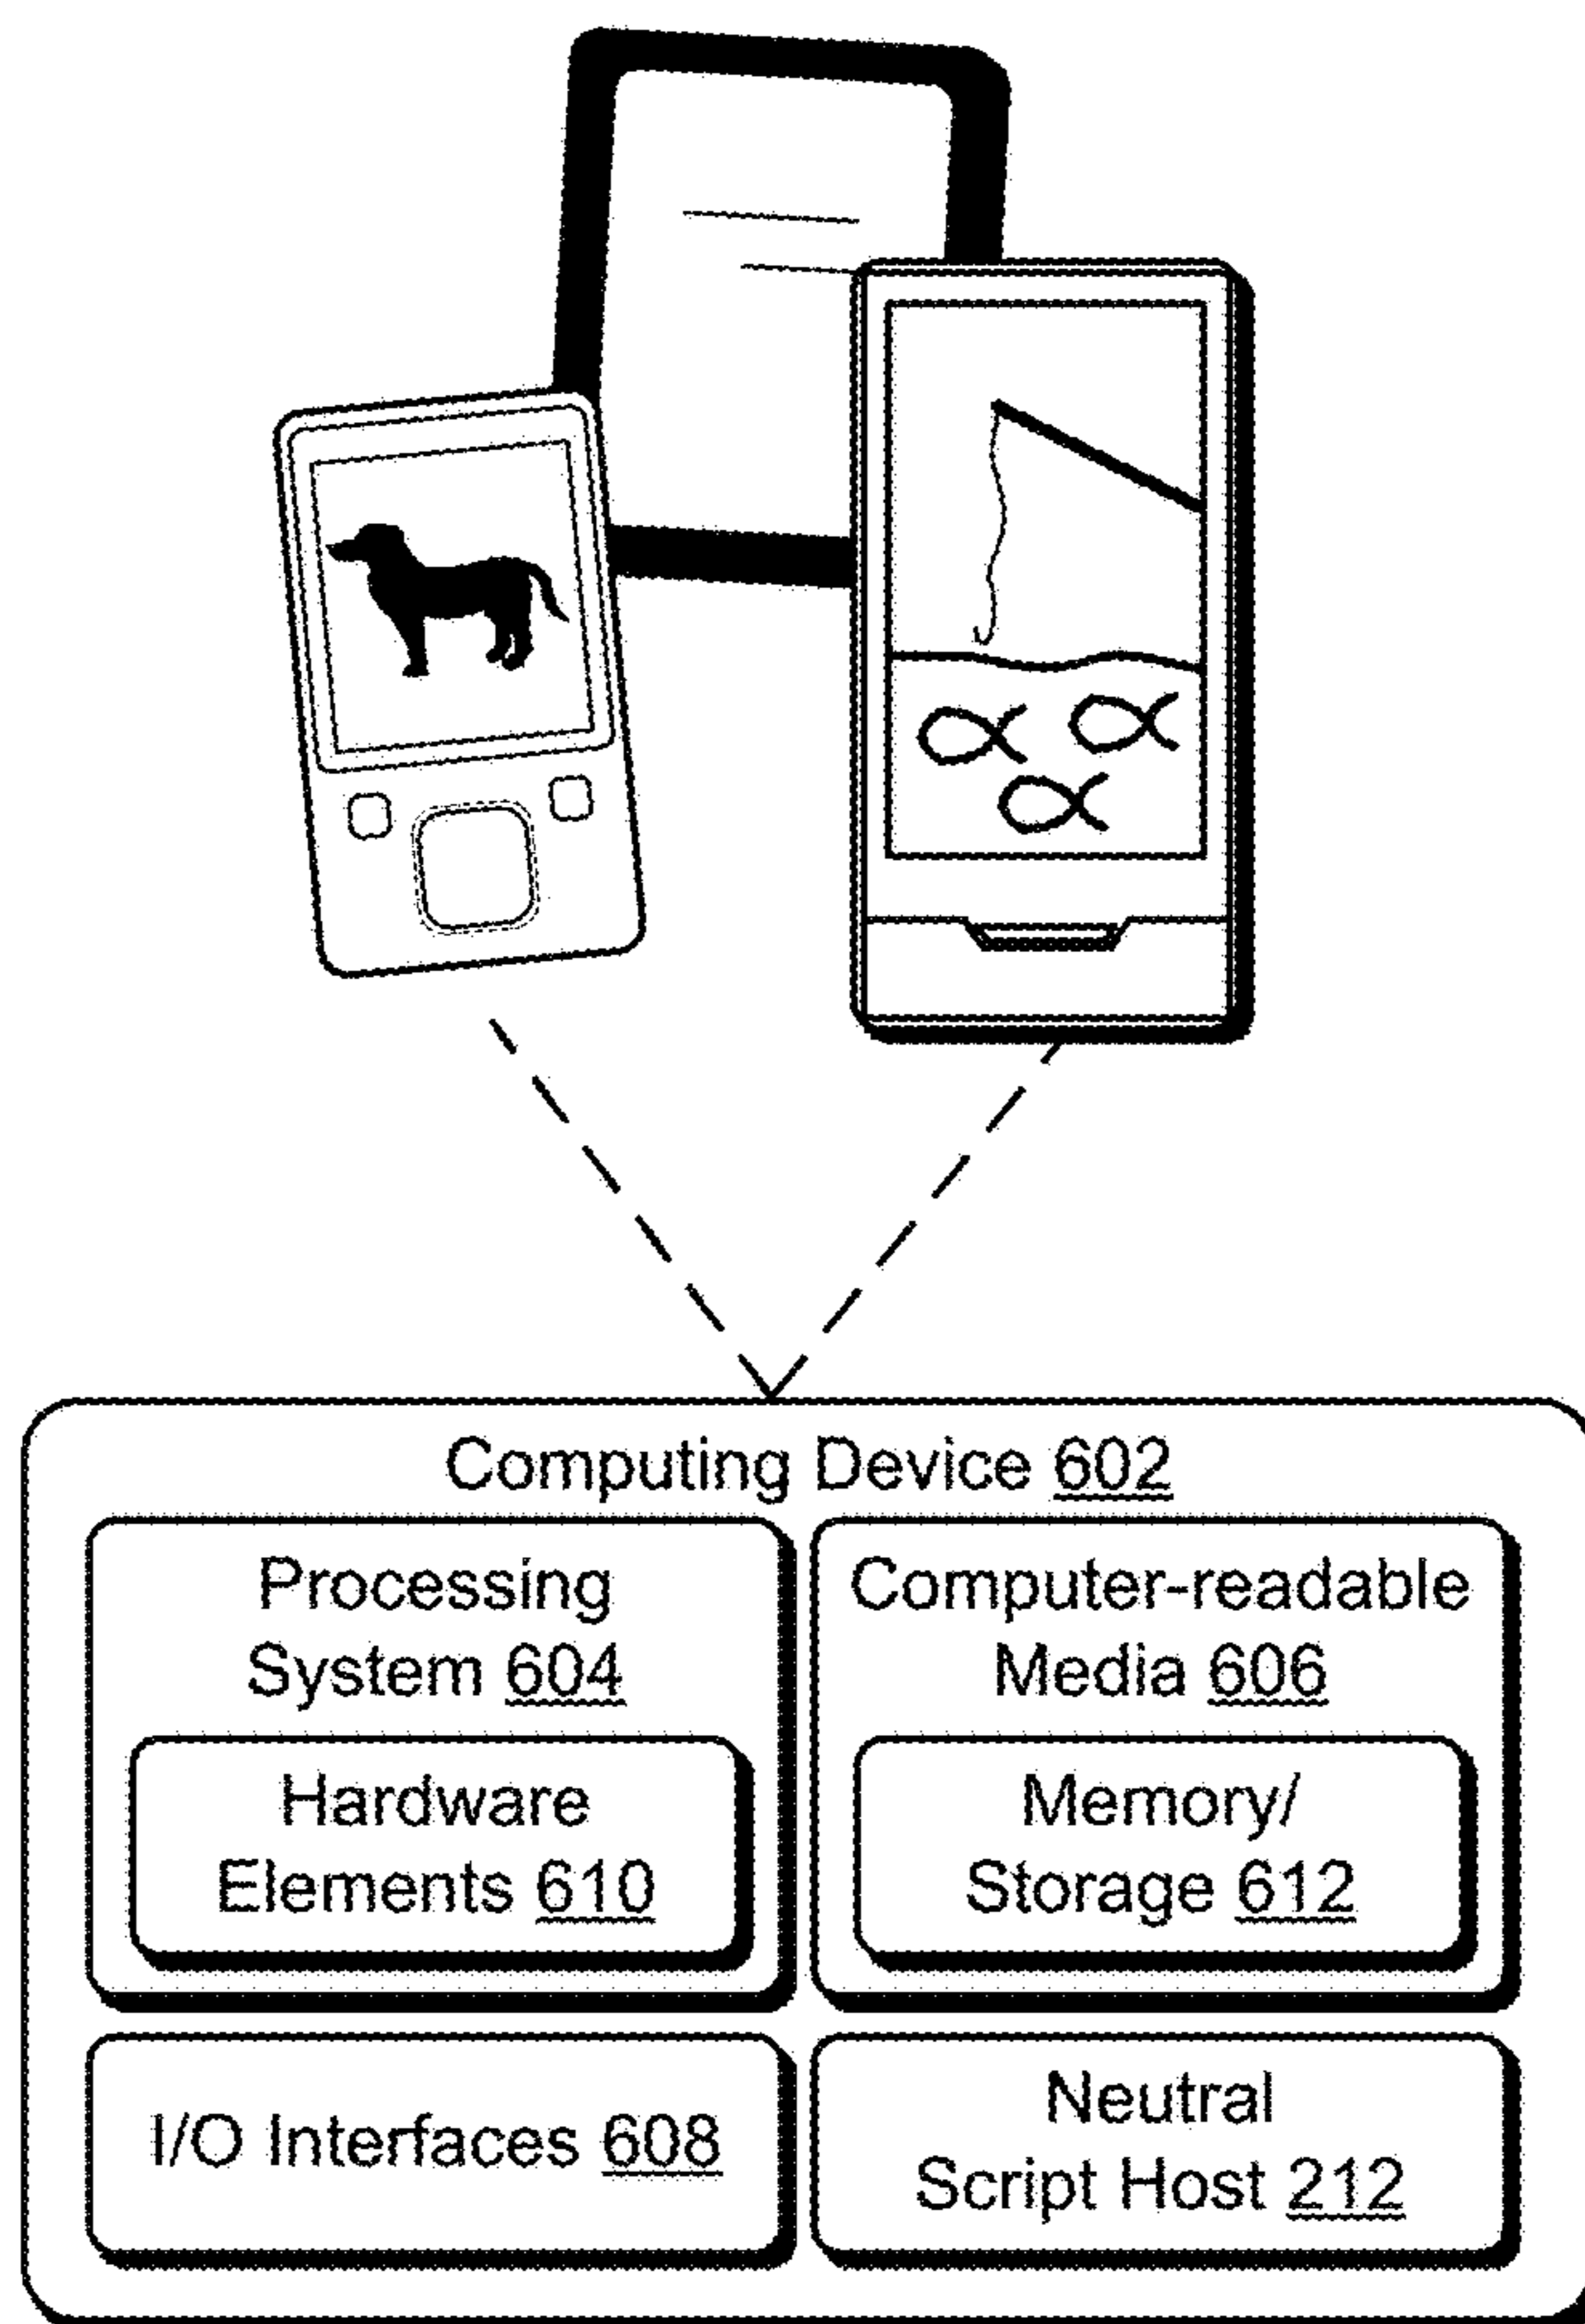 Computing Device 602
Processing
System 604
Hardware
Elements 610
Computer-readable
Media 606
Memory/
Storage 612
I/O Interfaces 608
Neutral
Script Host 212